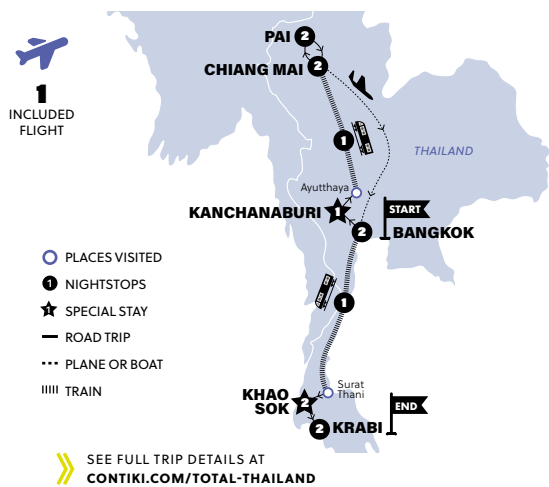 PAI 2
CHIANG MAI 2
1
INCLUDED
FLIGHT
1
THAILAND
Ayutthaya
KANCHANABURI 1
START
2 BANGKOK
PLACES VISITED
1 NIGHTSTOPS
1 SPECIAL STAY
ROAD TRIP
PLANE OR BOAT
TRAIN
1
Surat
Thani
KHAO
SOK 2
END
2 KRABI
SEE FULL TRIP DETAILS AT
CONTIKI.COM/TOTAL-THAILAND